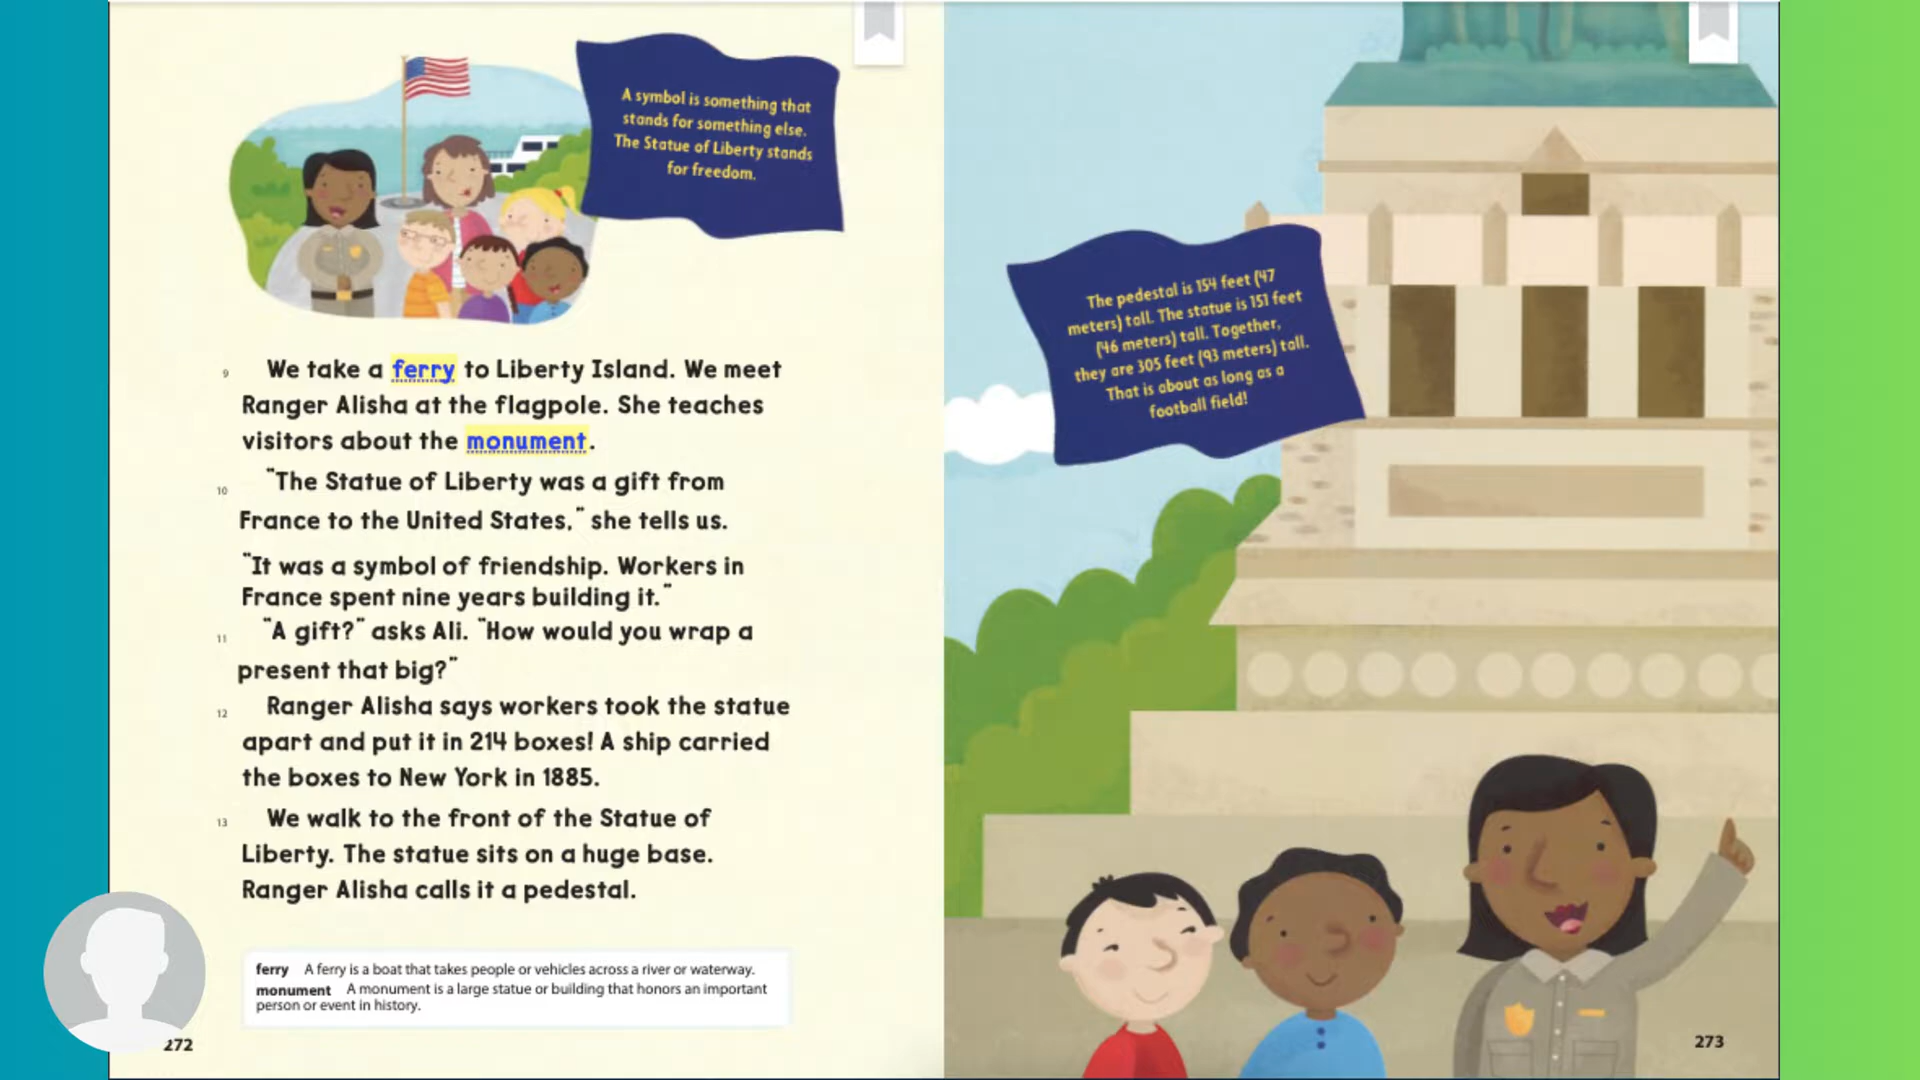 A symbol is something that
stands for something else.
The Statue of Liberty stands
for freedom.
9 We take a ferry to Liberty Island. We meet
Ranger Alisha at the flagpole. She teaches
visitors about the monument.
10 "The Statue of Liberty was a gift from
France to the United States," she tells us.
"It was a symbol of friendship. Workers in
France spent nine years building it."
11 "A gift?" asks Ali. "How would you wrap a
present that big?"
12 Ranger Alisha says workers took the statue
apart and put it in 214 boxes! A ship carried
the boxes to New York in 1885.
13 We walk to the front of the Statue of
Liberty. The statue sits on a huge base.
Ranger Alisha calls it a pedestal.
ferry A ferry is a boat that takes people or vehicles across a river or waterway.
monument A monument is a large statue or building that honors an important
person or event in history.
272
The pedestal is 154 feet (47
meters) tall. The statue is 151 feet
(46 meters) tall. Together,
they are 305 feet (93 meters) tall.
That is about as long as a
football field!
273